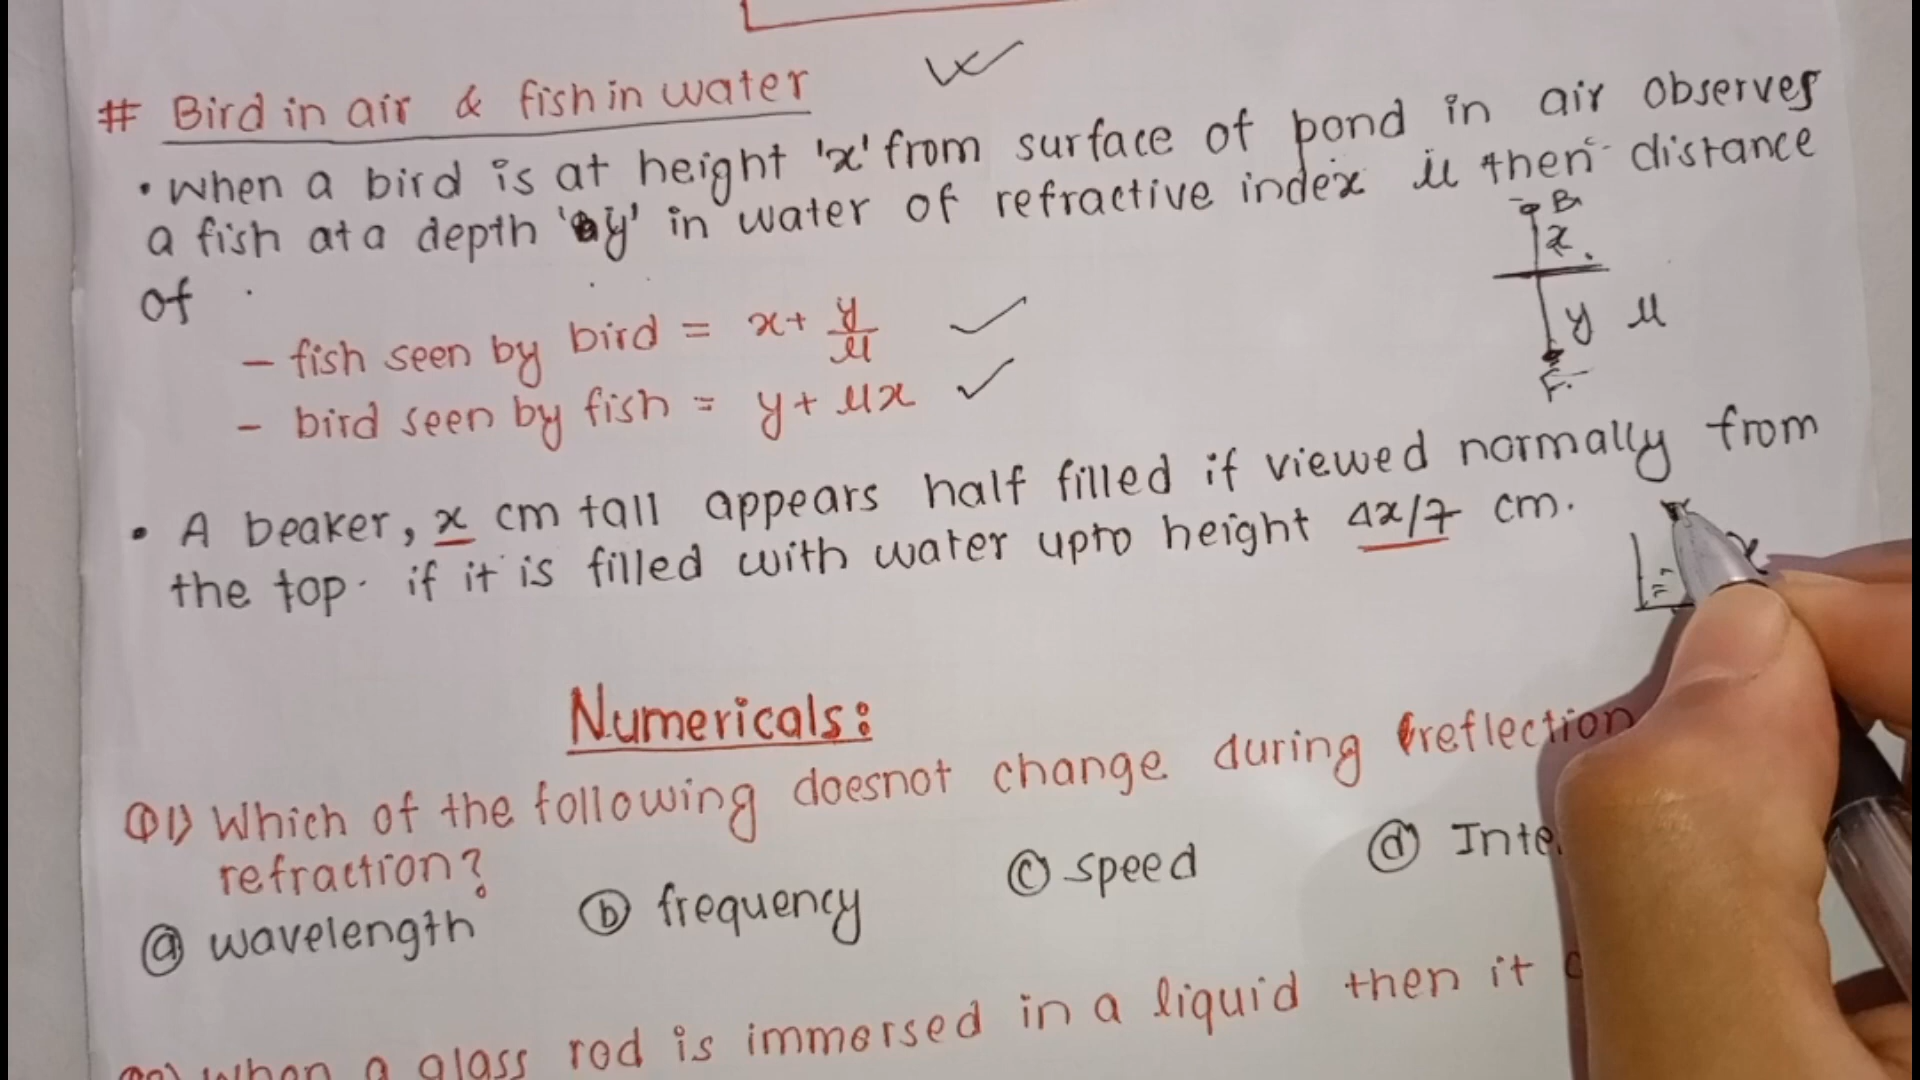 # Bird in air & fish in water
• When a bird is at height 'x' from surface of pond in air observes
a fish at a depth 'y' in water of refractive index μ then distance
of
B
x
y μ
F
- fish seen by bird = x + y/μ
- bird seen by fish = y + μx
• A beaker, x cm tall appears half filled if viewed normally from
the top. if it is filled with water upto height 4x/7 cm.
x
Numericals:
Q1) Which of the following doesnot change during reflection
refraction?
ⓐ wavelength ⓑ frequency ⓒ speed ⓓ Inte
When a glass rod is immersed in a liquid then it